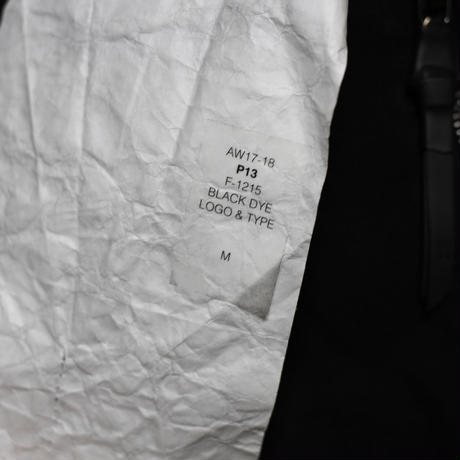 AW17-18
P13
F-1215
BLACK DYE
LOGO & TYPE
M